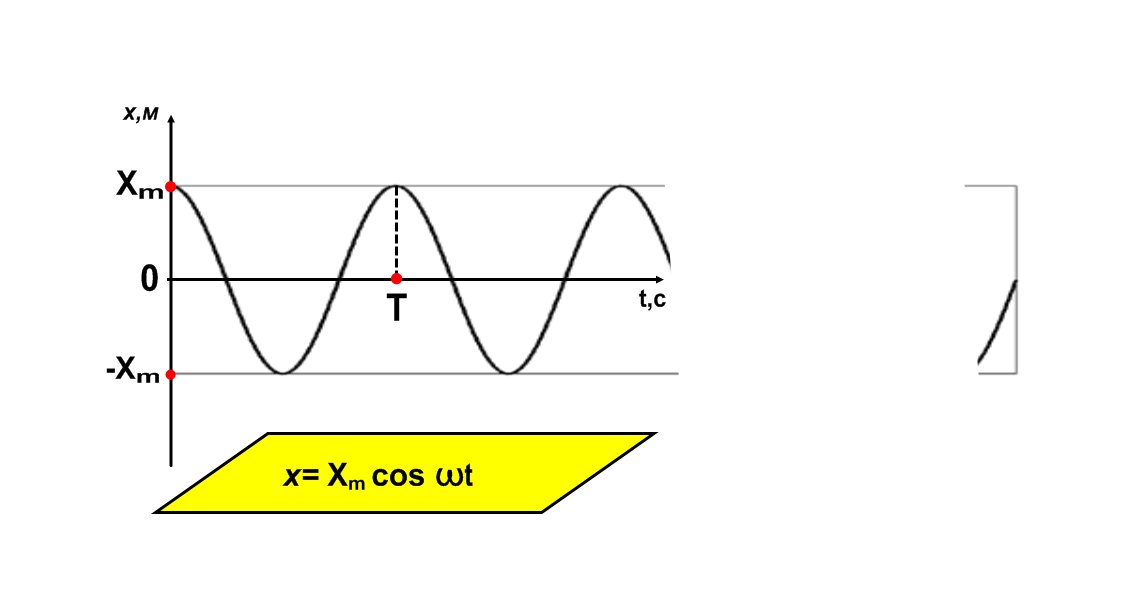 x,м
Xm
0
T
t,c
-Xm
x= Xm cos ωt